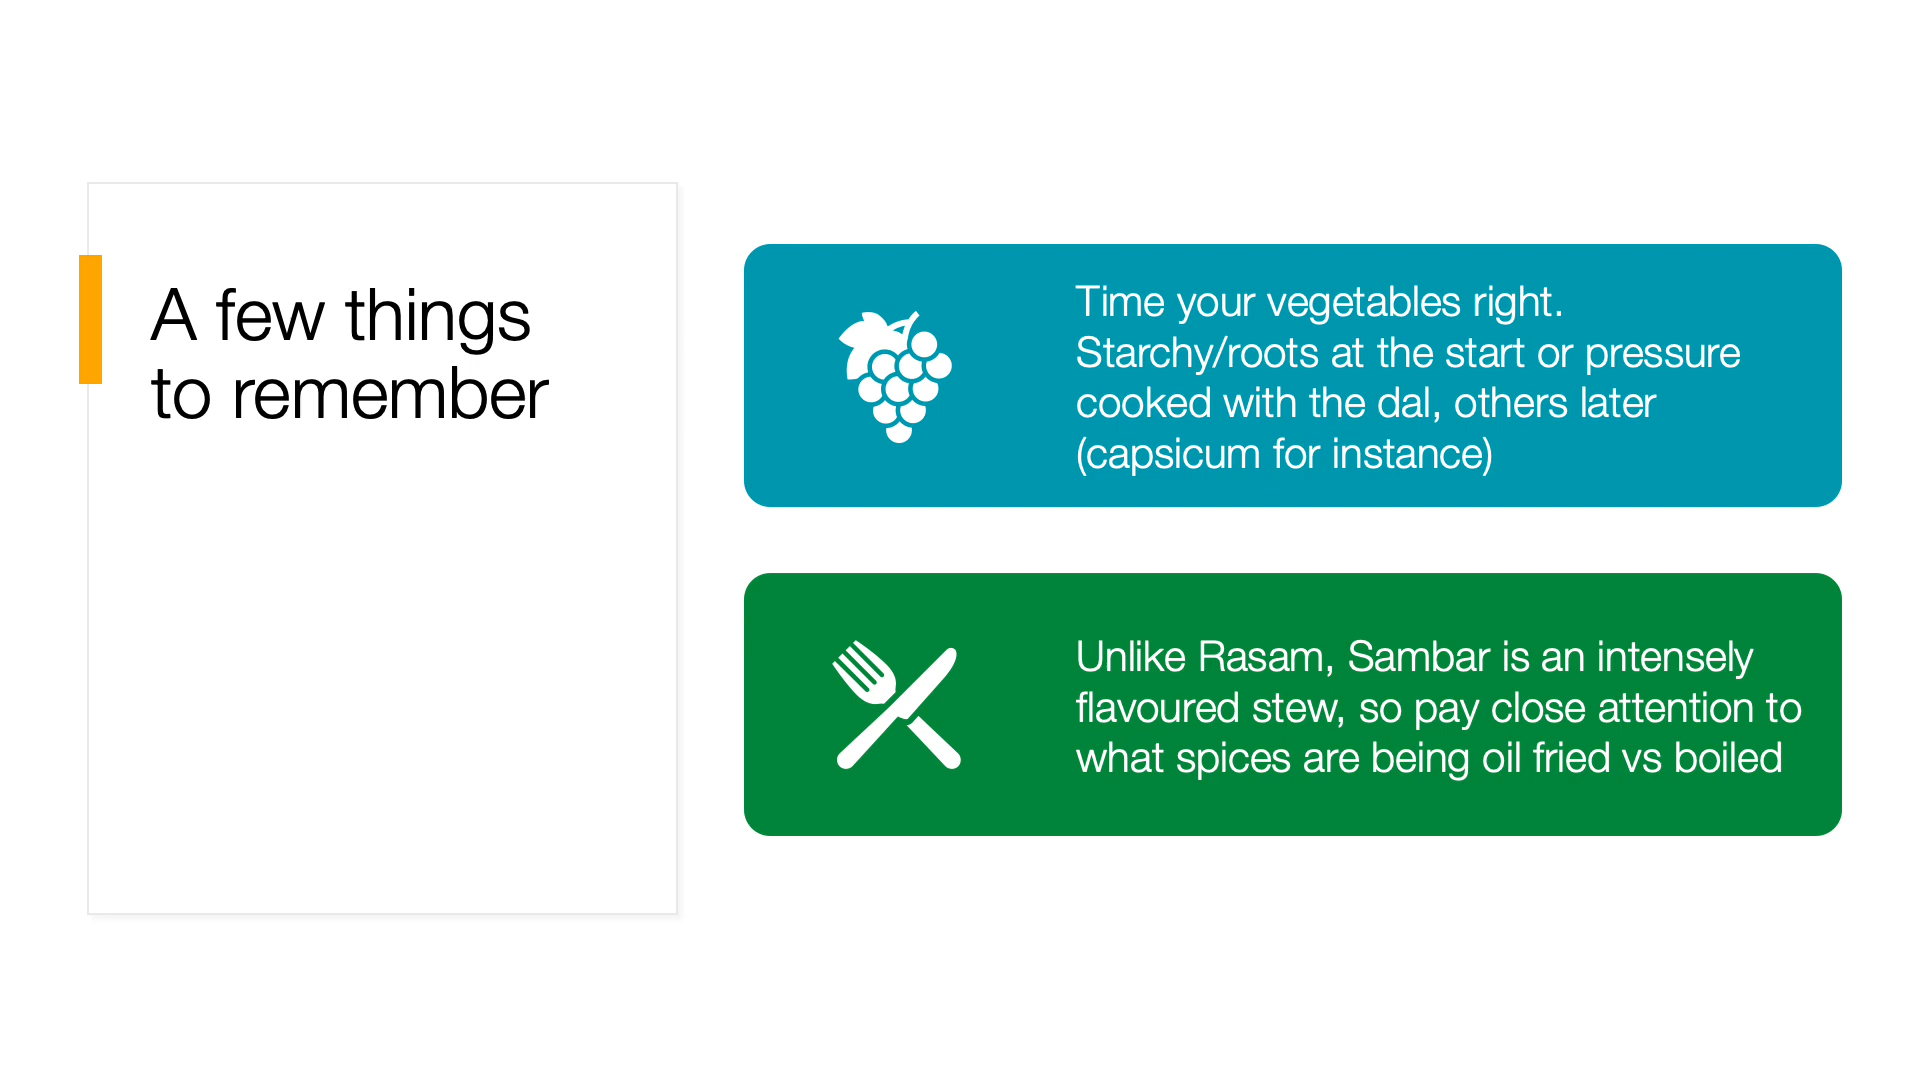 A few things
to remember
Time your vegetables right.
Starchy/roots at the start or pressure
cooked with the dal, others later
(capsicum for instance)
Unlike Rasam, Sambar is an intensely
flavoured stew, so pay close attention to
what spices are being oil fried vs boiled